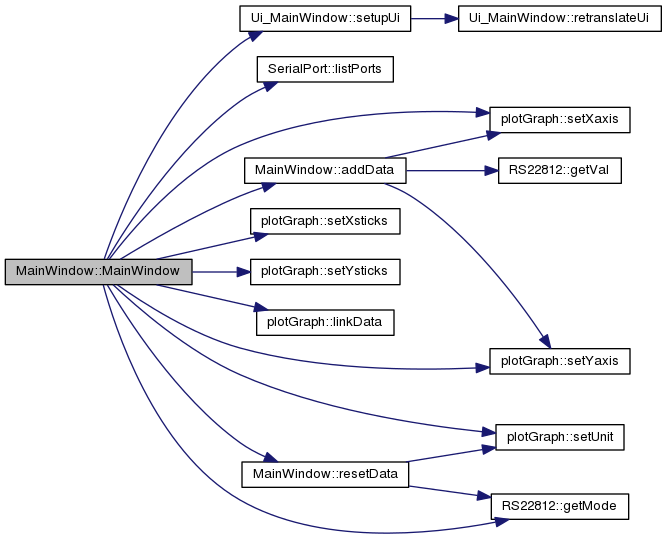 Ui_MainWindow::setupUi
Ui_MainWindow::retranslateUi
SerialPort::listPorts
plotGraph::setXaxis
MainWindow::addData
RS22812::getVal
plotGraph::setXsticks
MainWindow::MainWindow
plotGraph::setYsticks
plotGraph::linkData
plotGraph::setYaxis
plotGraph::setUnit
MainWindow::resetData
RS22812::getMode